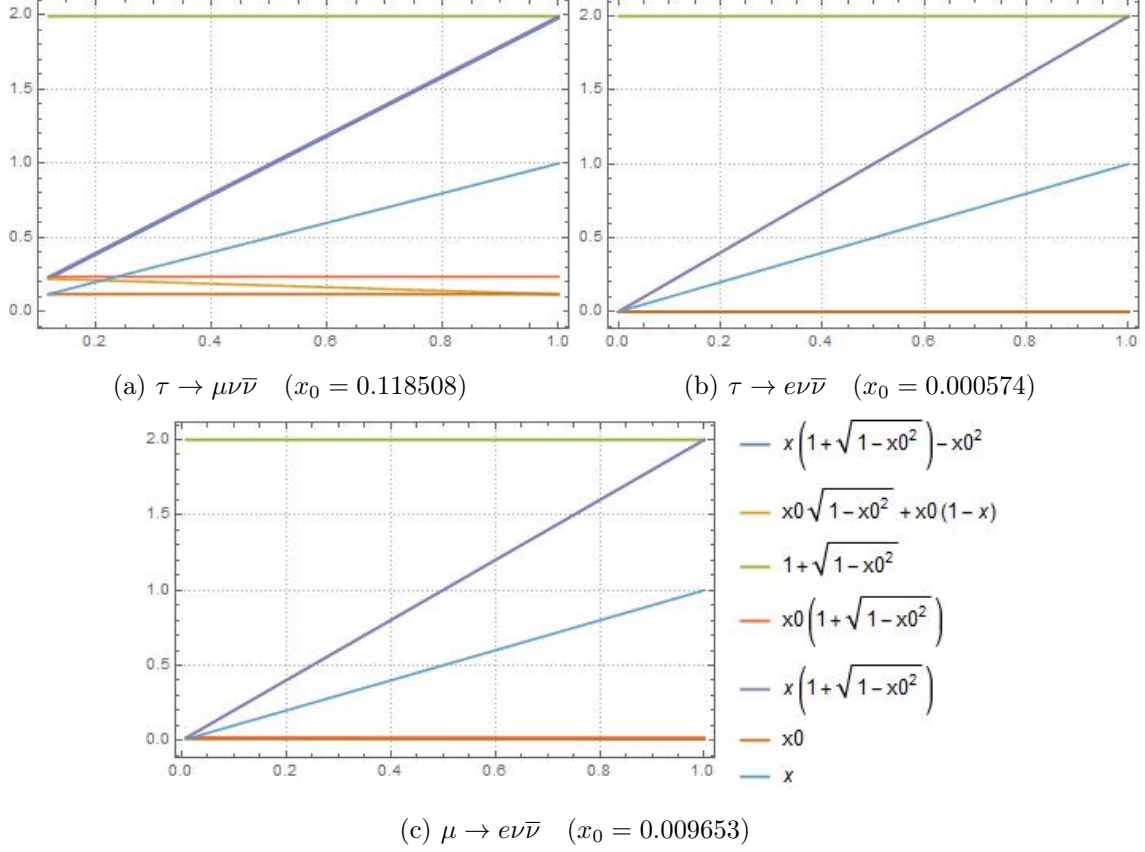 2.0
1.5
1.0
0.5
0.0
0.2 0.4 0.6 0.8 1.0
(a) τ → μνν̅ (x₀ = 0.118508)
2.0
1.5
1.0
0.5
0.0
0.0 0.2 0.4 0.6 0.8 1.0
(b) τ → eνν̅ (x₀ = 0.000574)
2.0
1.5
1.0
0.5
0.0
0.0 0.2 0.4 0.6 0.8 1.0
x(1+√(1−x0²))−x0²
x0√(1−x0²)+x0(1−x)
1+√(1−x0²)
x0(1+√(1−x0²))
x(1+√(1−x0²))
x0
x
(c) μ → eνν̅ (x₀ = 0.009653)